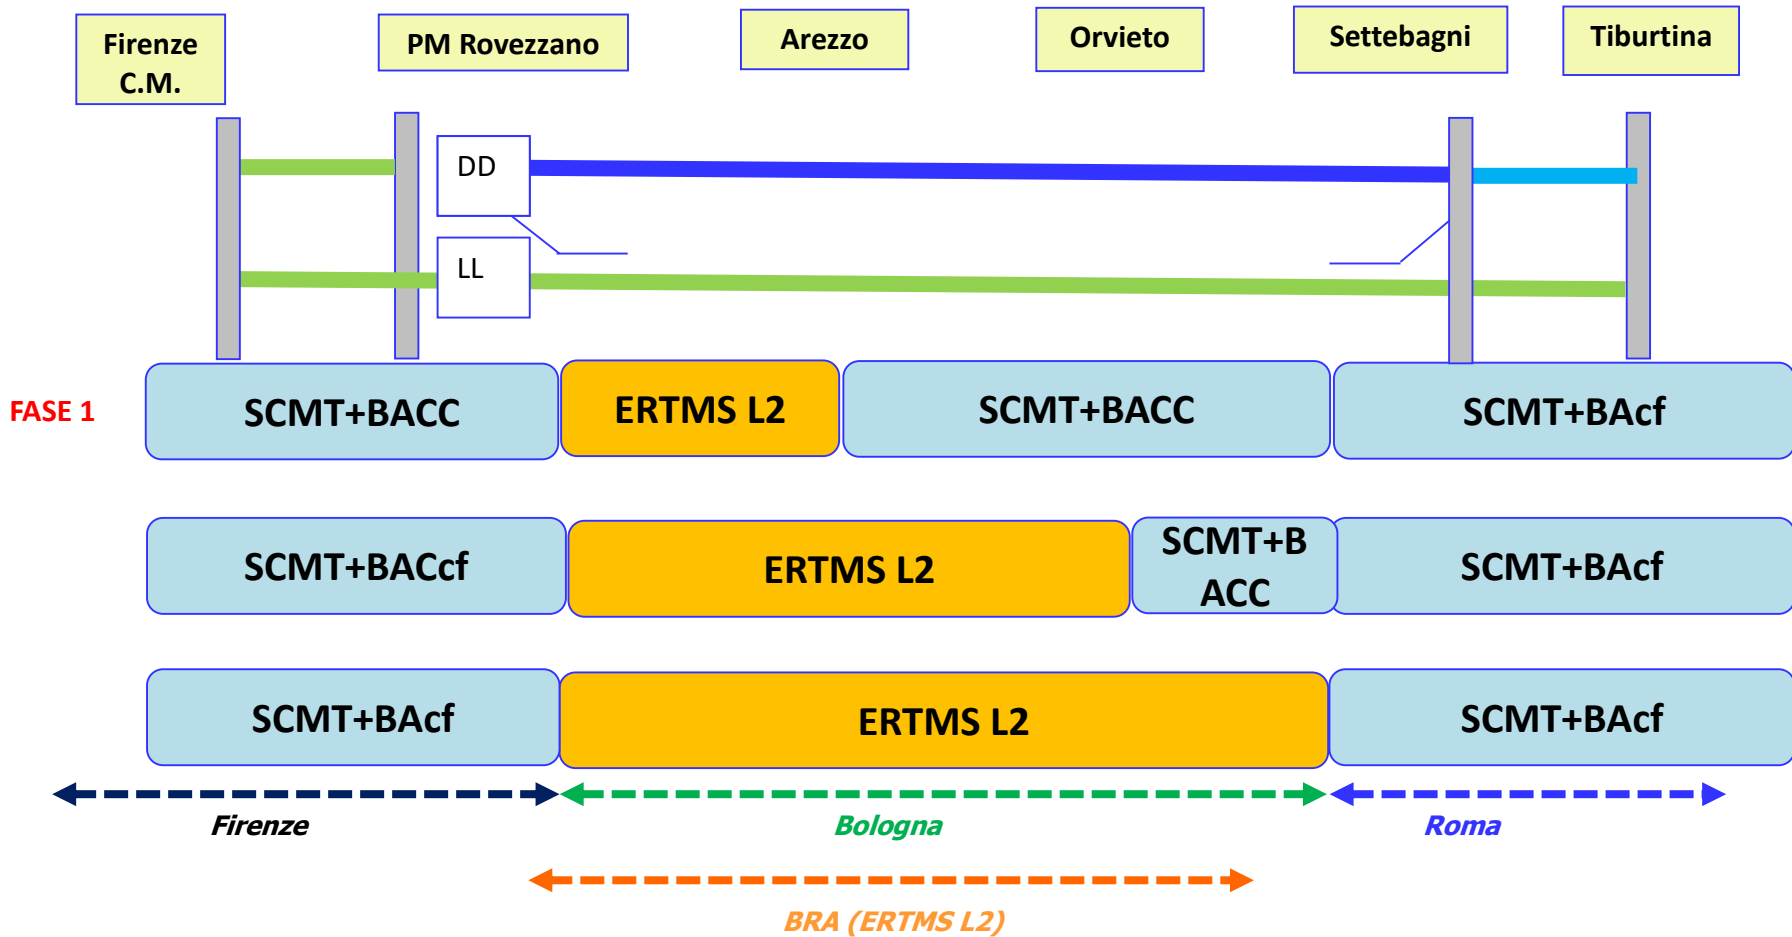 Firenze
C.M.
PM Rovezzano
Arezzo
Orvieto
Settebagni
Tiburtina
DD
LL
FASE 1
SCMT+BACC
ERTMS L2
SCMT+BACC
SCMT+BAcf
SCMT+BACcf
ERTMS L2
SCMT+B
ACC
SCMT+BAcf
SCMT+BAcf
ERTMS L2
SCMT+BAcf
Firenze
Bologna
Roma
BRA (ERTMS L2)